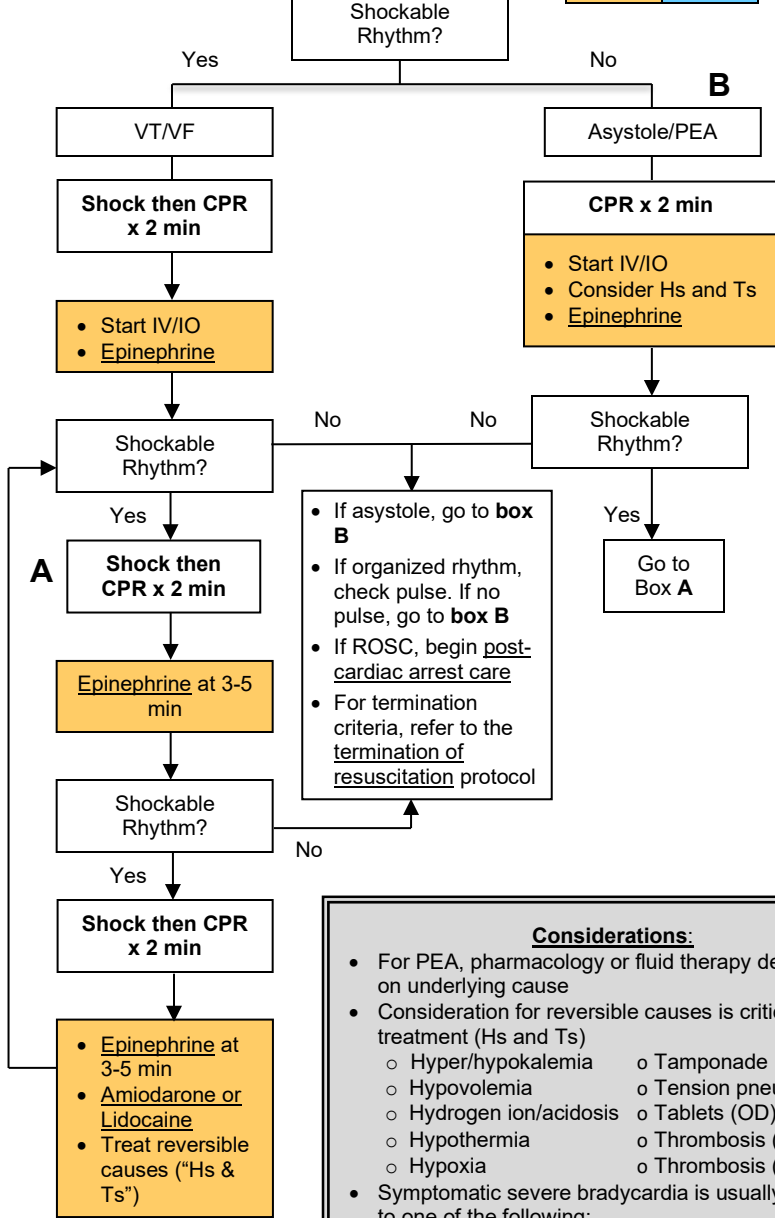 Shockable
Rhythm?
Yes
No
B
VT/VF
Asystole/PEA
Shock then CPR
x 2 min
CPR x 2 min
• Start IV/IO
• Consider Hs and Ts
• Epinephrine
• Start IV/IO
• Epinephrine
Shockable
Rhythm?
No
No
Shockable
Rhythm?
Yes
Yes
A
Shock then
CPR x 2 min
Go to
Box A
• If asystole, go to box
B
• If organized rhythm,
check pulse. If no
pulse, go to box B
• If ROSC, begin post-
cardiac arrest care
• For termination
criteria, refer to the
termination of
resuscitation protocol
Epinephrine at 3-5
min
Shockable
Rhythm?
No
Yes
Shock then CPR
x 2 min
• Epinephrine at
3-5 min
• Amiodarone or
Lidocaine
• Treat reversible
causes (“Hs &
Ts”)
Considerations:
• For PEA, pharmacology or fluid therapy
on underlying cause
• Consideration for reversible causes is
treatment (Hs and Ts)
o Hyper/hypokalemia o Tamponade
o Hypovolemia o Tension
o Hydrogen ion/acidosis o Tablets (OD)
o Hypothermia o Thrombosis (
o Hypoxia o Thrombosis (
• Symptomatic severe bradycardia is usually
to one of the following: